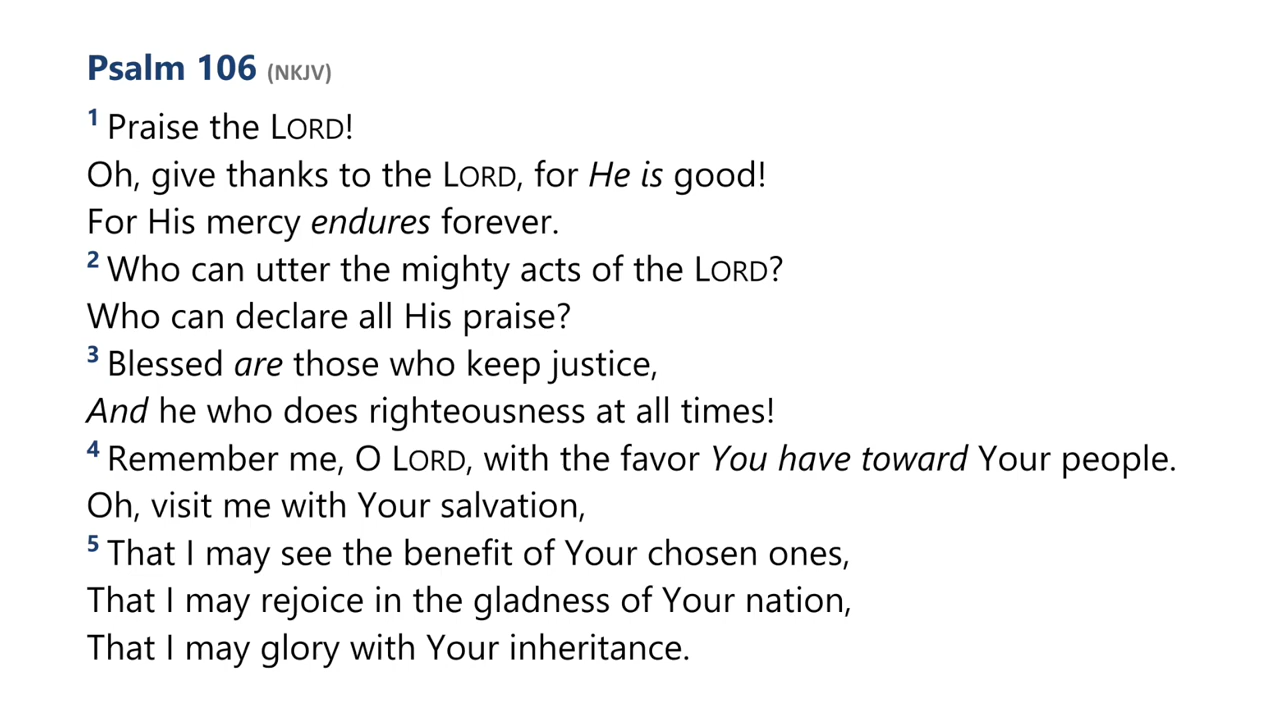 Psalm 106 (NKJV)
1 Praise the LORD!
Oh, give thanks to the LORD, for He is good!
For His mercy endures forever.
2 Who can utter the mighty acts of the LORD?
Who can declare all His praise?
3 Blessed are those who keep justice,
And he who does righteousness at all times!
4 Remember me, O LORD, with the favor You have toward Your people.
Oh, visit me with Your salvation,
5 That I may see the benefit of Your chosen ones,
That I may rejoice in the gladness of Your nation,
That I may glory with Your inheritance.